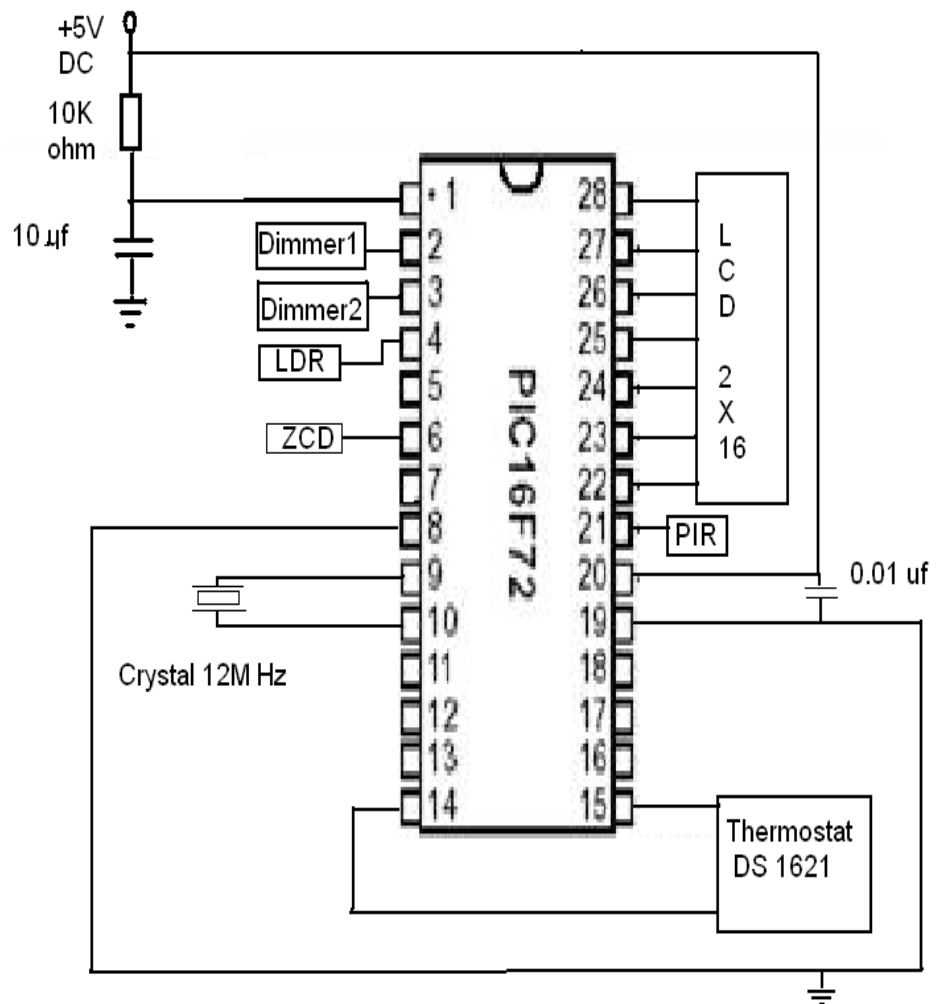 +5V
DC
10K
ohm
10 µf
Dimmer1
Dimmer2
LDR
ZCD
Crystal 12M Hz
1
2
3
4
5
6
7
8
9
10
11
12
13
14
PIC16F72
28
27
26
25
24
23
22
21
20
19
18
17
16
15
L
C
D
2
X
16
PIR
0.01 uf
Thermostat
DS 1621